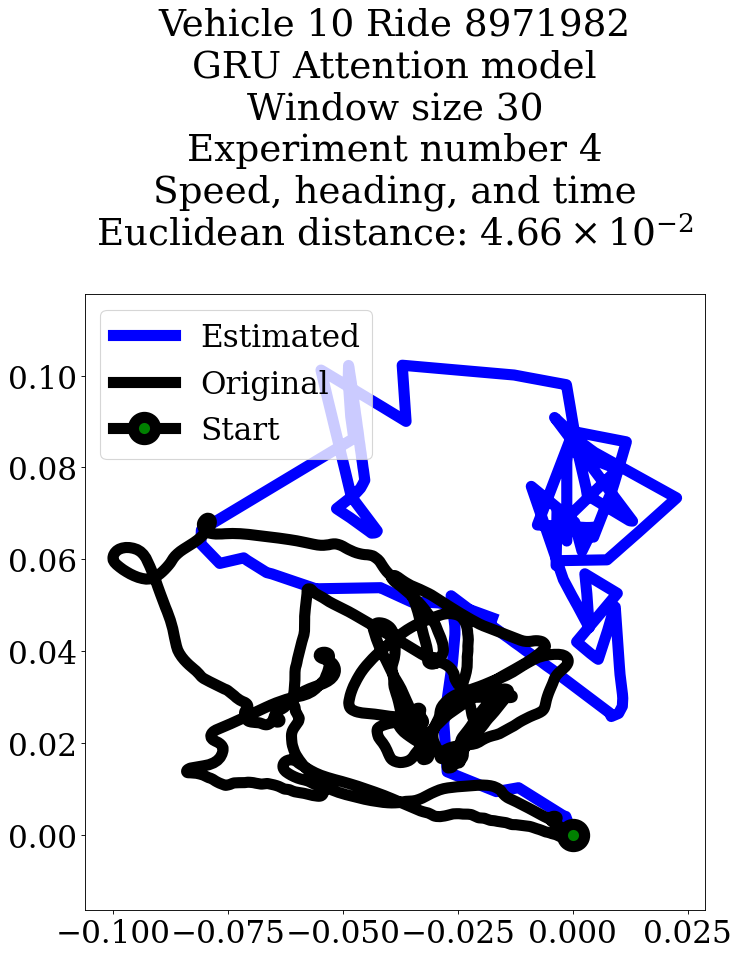 Vehicle 10 Ride 8971982
GRU Attention model
Window size 30
Experiment number 4
Speed, heading, and time
Euclidean distance: 4.66 × 10⁻²
Estimated
Original
Start
0.10
0.08
0.06
0.04
0.02
0.00
−0.100 −0.075 −0.050 −0.025 0.000 0.025